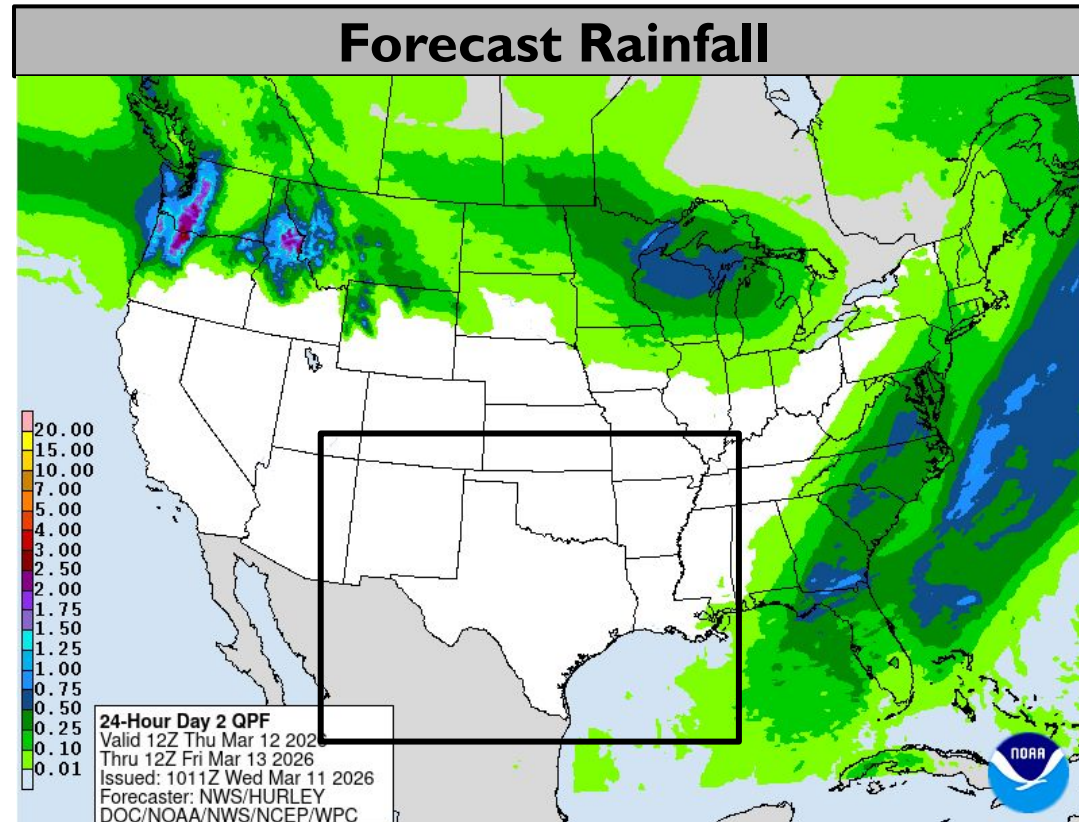 Forecast Rainfall
20.00
15.00
10.00
7.00
5.00
4.00
3.00
2.50
2.00
1.75
1.50
1.25
1.00
0.75
0.50
0.25
0.10
0.01
24-Hour Day 2 QPF
Valid 12Z Thu Mar 12 2026
Thru 12Z Fri Mar 13 2026
Issued: 1011Z Wed Mar 11 2026
Forecaster: NWS/HURLEY
DOC/NOAA/NWS/NCEP/WPC
NOAA